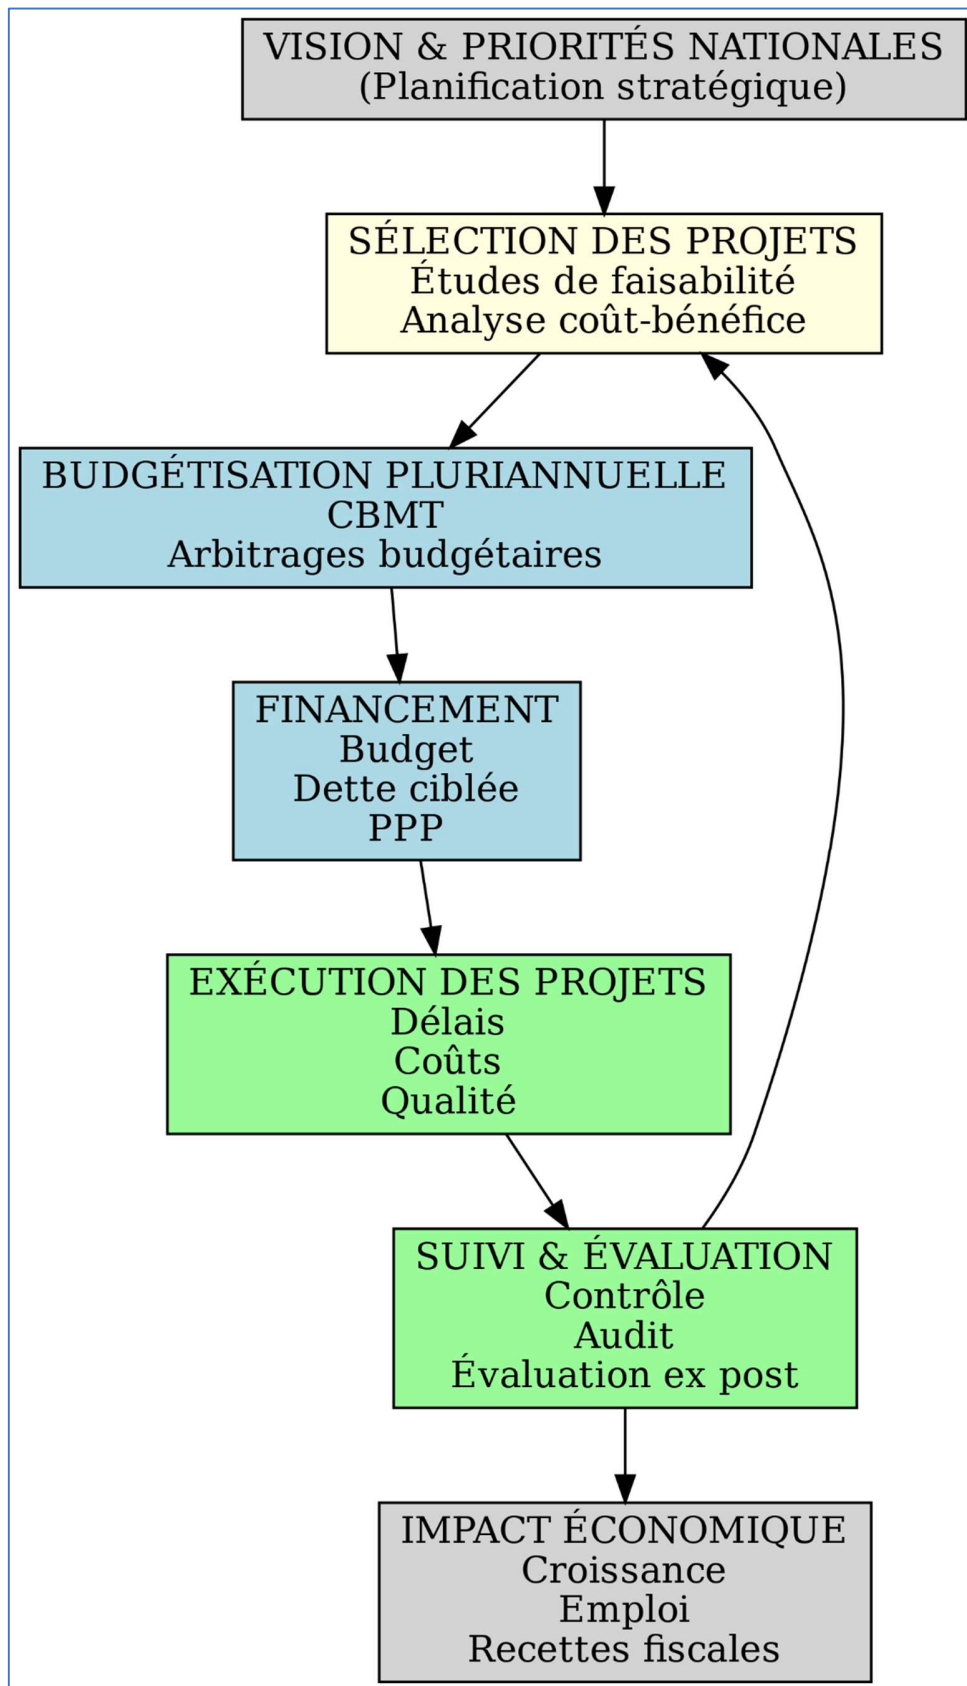 VISION & PRIORITÉS NATIONALES
(Planification stratégique)
SÉLECTION DES PROJETS
Études de faisabilité
Analyse coût-bénéfice
BUDGÉTISATION PLURIANNUELLE
CBMT
Arbitrages budgétaires
FINANCEMENT
Budget
Dette ciblée
PPP
EXÉCUTION DES PROJETS
Délais
Coûts
Qualité
SUIVI & ÉVALUATION
Contrôle
Audit
Évaluation ex post
IMPACT ÉCONOMIQUE
Croissance
Emploi
Recettes fiscales